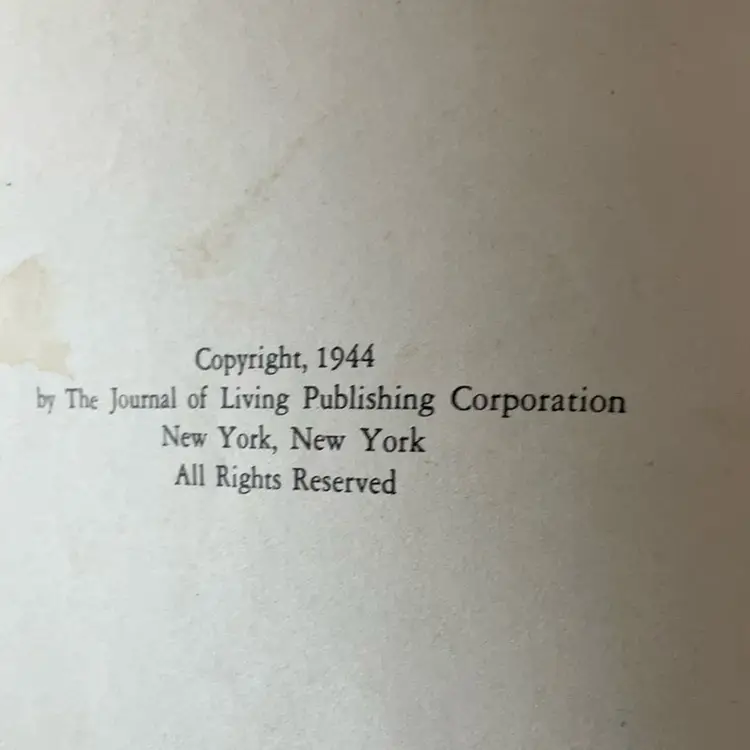 Copyright, 1944
by The Journal of Living Publishing Corporation
New York, New York
All Rights Reserved